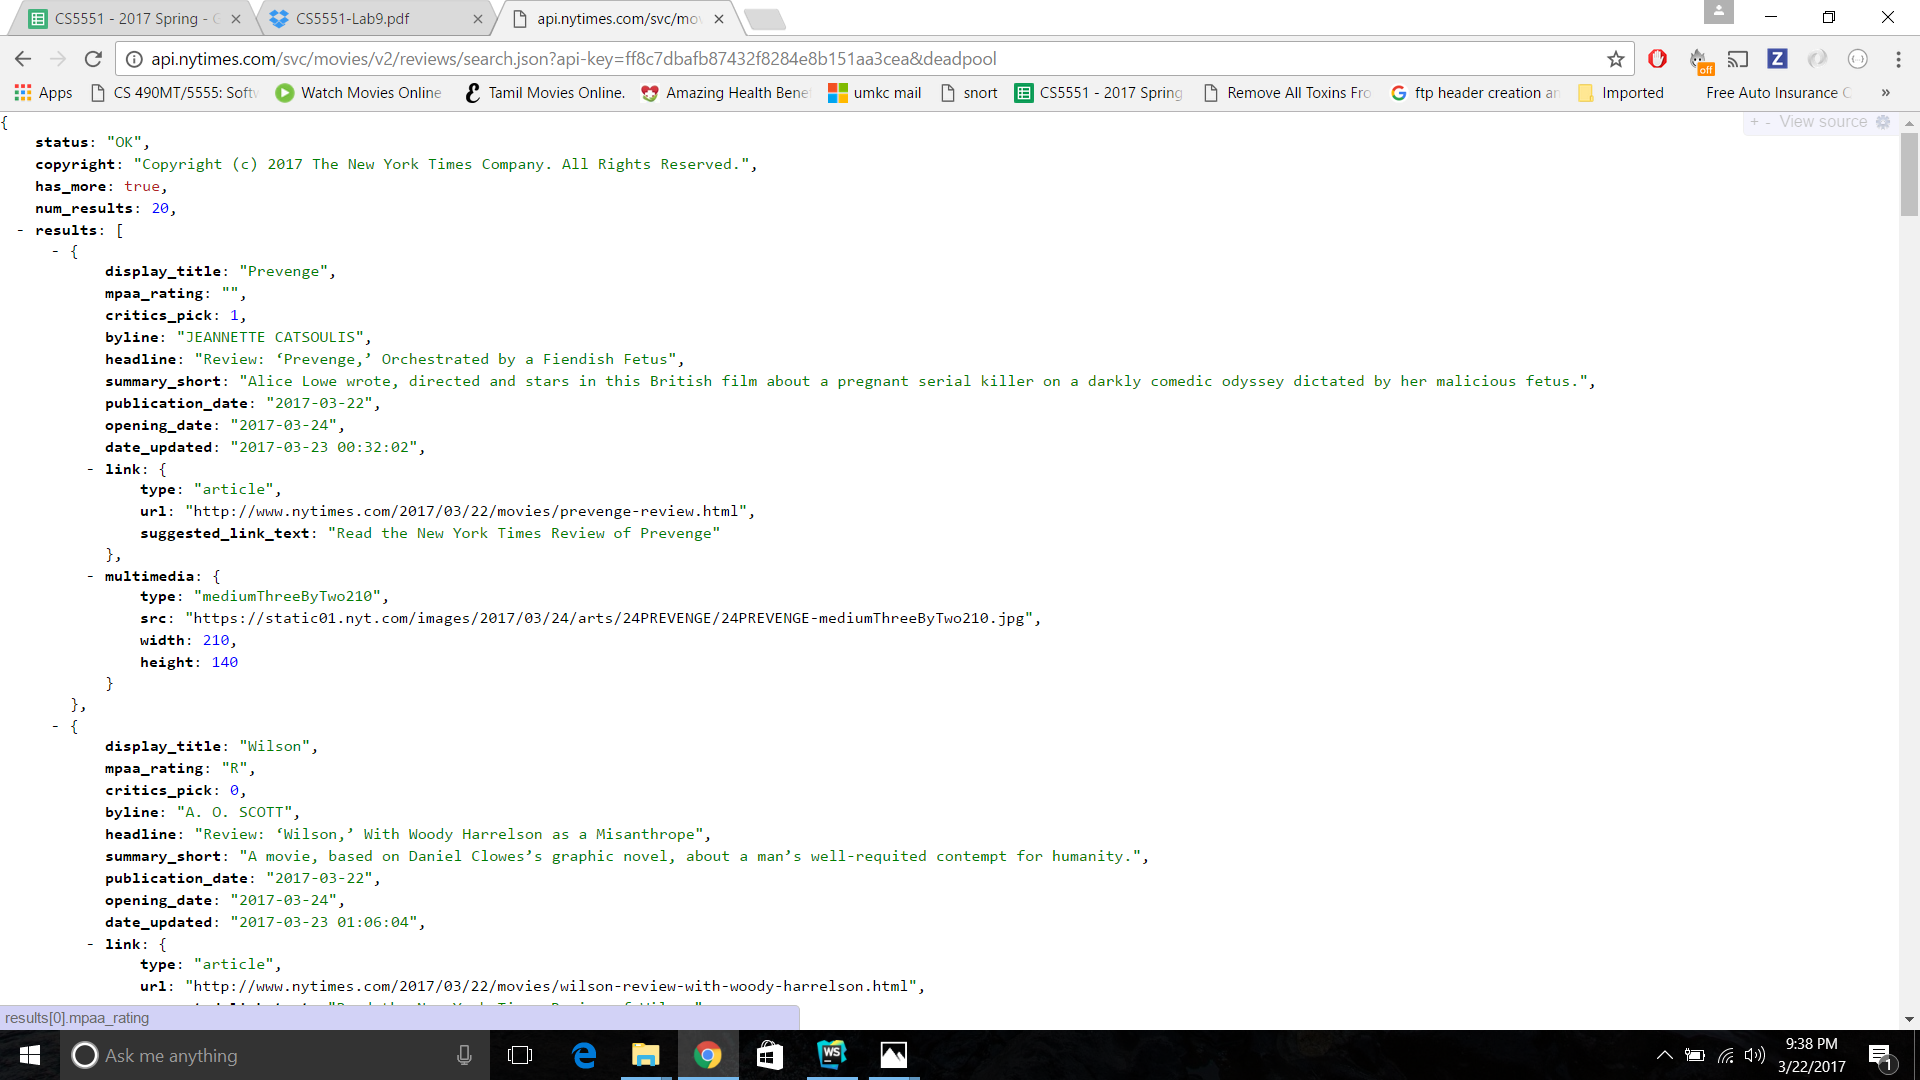 CS5551 - 2017 Spring - G
CS5551-Lab9.pdf
api.nytimes.com/svc/mov
api.nytimes.com/svc/movies/v2/reviews/search.json?api-key=ff8c7dbafb87432f8284e8b151aa3cea&deadpool
off
Apps
CS 490MT/5555: Softw
Watch Movies Online
Tamil Movies Online.
Amazing Health Bene
umkc mail
snort
CS5551 - 2017 Spring
Remove All Toxins Fro
ftp header creation an
Imported
Free Auto Insurance C
»
+ - View source
{
status: "OK",
copyright: "Copyright (c) 2017 The New York Times Company. All Rights Reserved.",
has_more: true,
num_results: 20,
- results: [
- {
display_title: "Prevenge",
mpaa_rating: "",
critics_pick: 1,
byline: "JEANNETTE CATSOULIS",
headline: "Review: ‘Prevenge,’ Orchestrated by a Fiendish Fetus",
summary_short: "Alice Lowe wrote, directed and stars in this British film about a pregnant serial killer on a darkly comedic odyssey dictated by her malicious fetus.",
publication_date: "2017-03-22",
opening_date: "2017-03-24",
date_updated: "2017-03-23 00:32:02",
- link: {
type: "article",
url: "http://www.nytimes.com/2017/03/22/movies/prevenge-review.html",
suggested_link_text: "Read the New York Times Review of Prevenge"
},
- multimedia: {
type: "mediumThreeByTwo210",
src: "https://static01.nyt.com/images/2017/03/24/arts/24PREVENGE/24PREVENGE-mediumThreeByTwo210.jpg",
width: 210,
height: 140
}
},
- {
display_title: "Wilson",
mpaa_rating: "R",
critics_pick: 0,
byline: "A. O. SCOTT",
headline: "Review: ‘Wilson,’ With Woody Harrelson as a Misanthrope",
summary_short: "A movie, based on Daniel Clowes’s graphic novel, about a man’s well-requited contempt for humanity.",
publication_date: "2017-03-22",
opening_date: "2017-03-24",
date_updated: "2017-03-23 01:06:04",
- link: {
type: "article",
url: "http://www.nytimes.com/2017/03/22/movies/wilson-review-with-woody-harrelson.html",
results[0].mpaa_rating
Ask me anything
WS
9:38 PM
3/22/2017
1